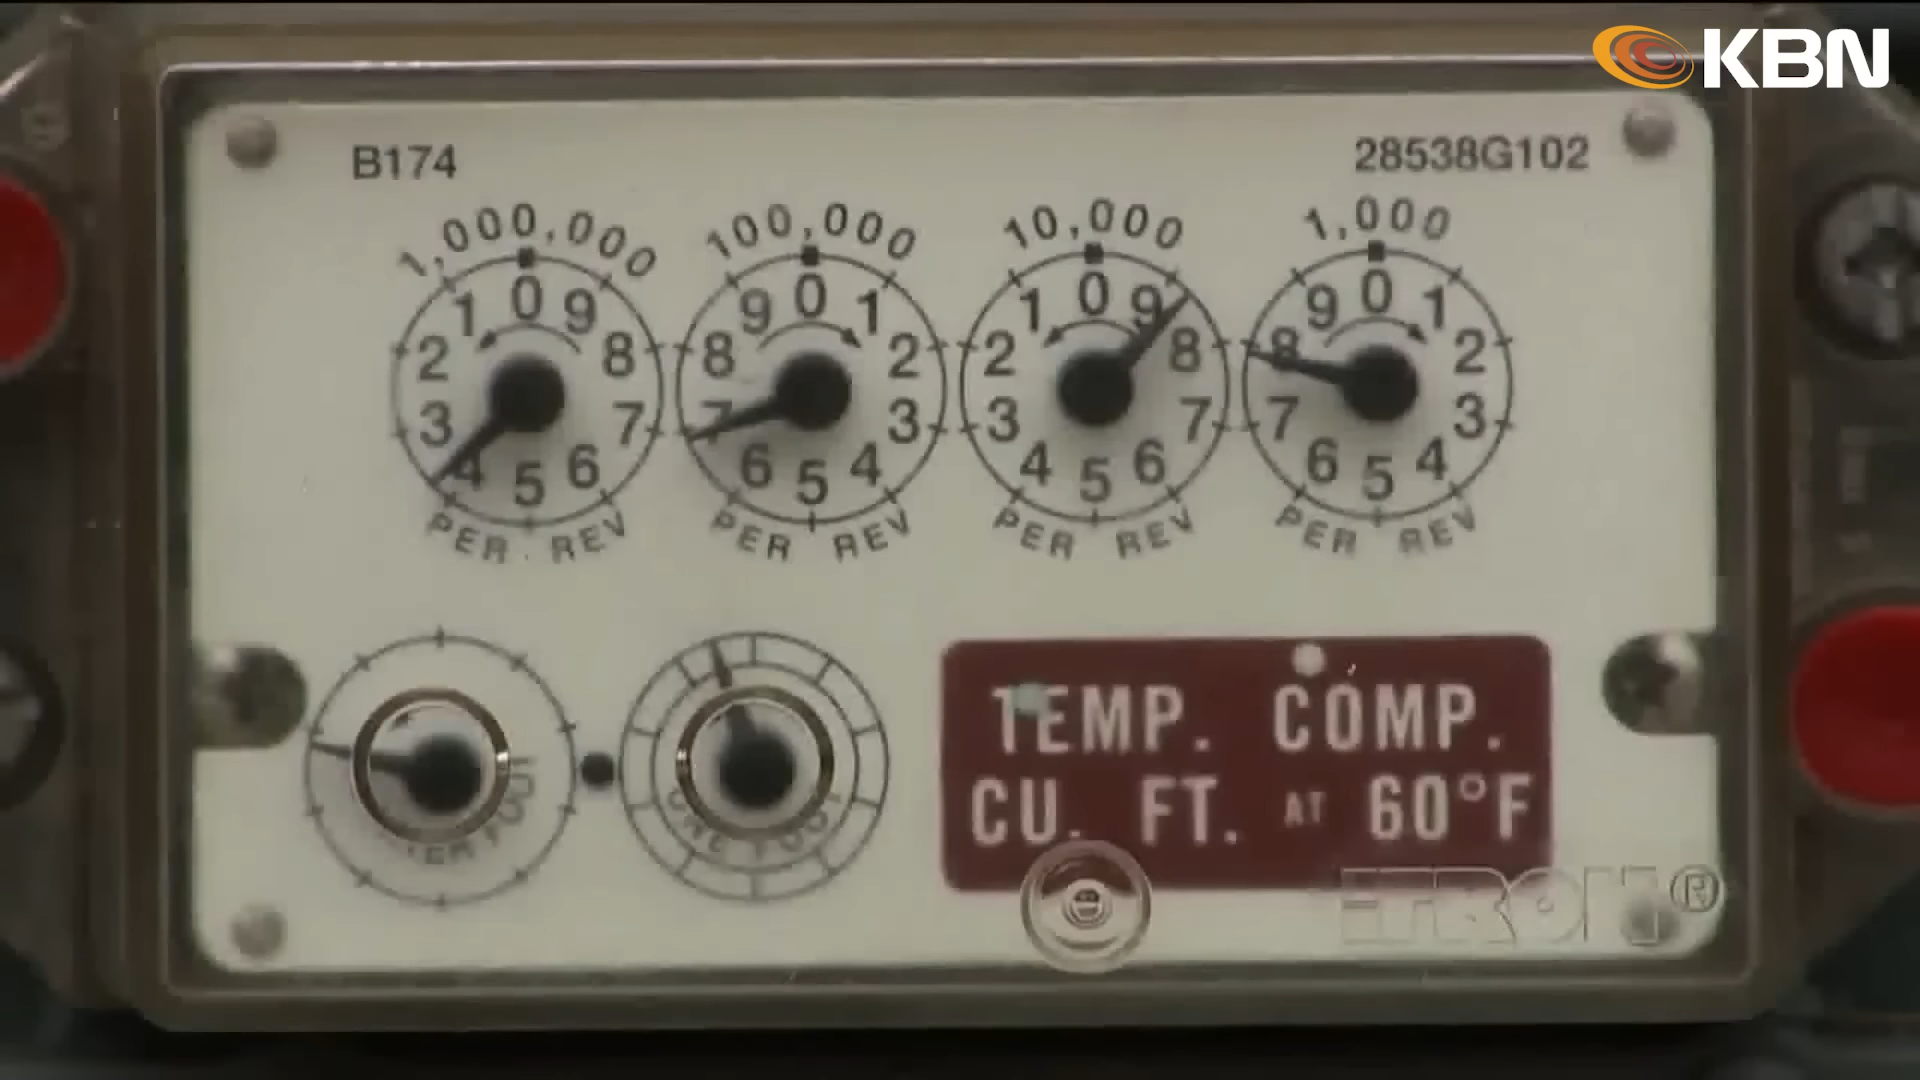 KBN
B174
28538G102
1,000,000
100,000
10,000
1,000
1 0 9
2 8
3 7
4 5 6
PER REV
9 0 1
8 2
7 3
6 5 4
PER REV
1 0 9
2 8
3 7
4 5 6
PER REV
9 0 1
8 2
7 3
6 5 4
PER REV
ONE FOOT
TEMP. COMP.
CU. FT. AT 60°F
ITRON®